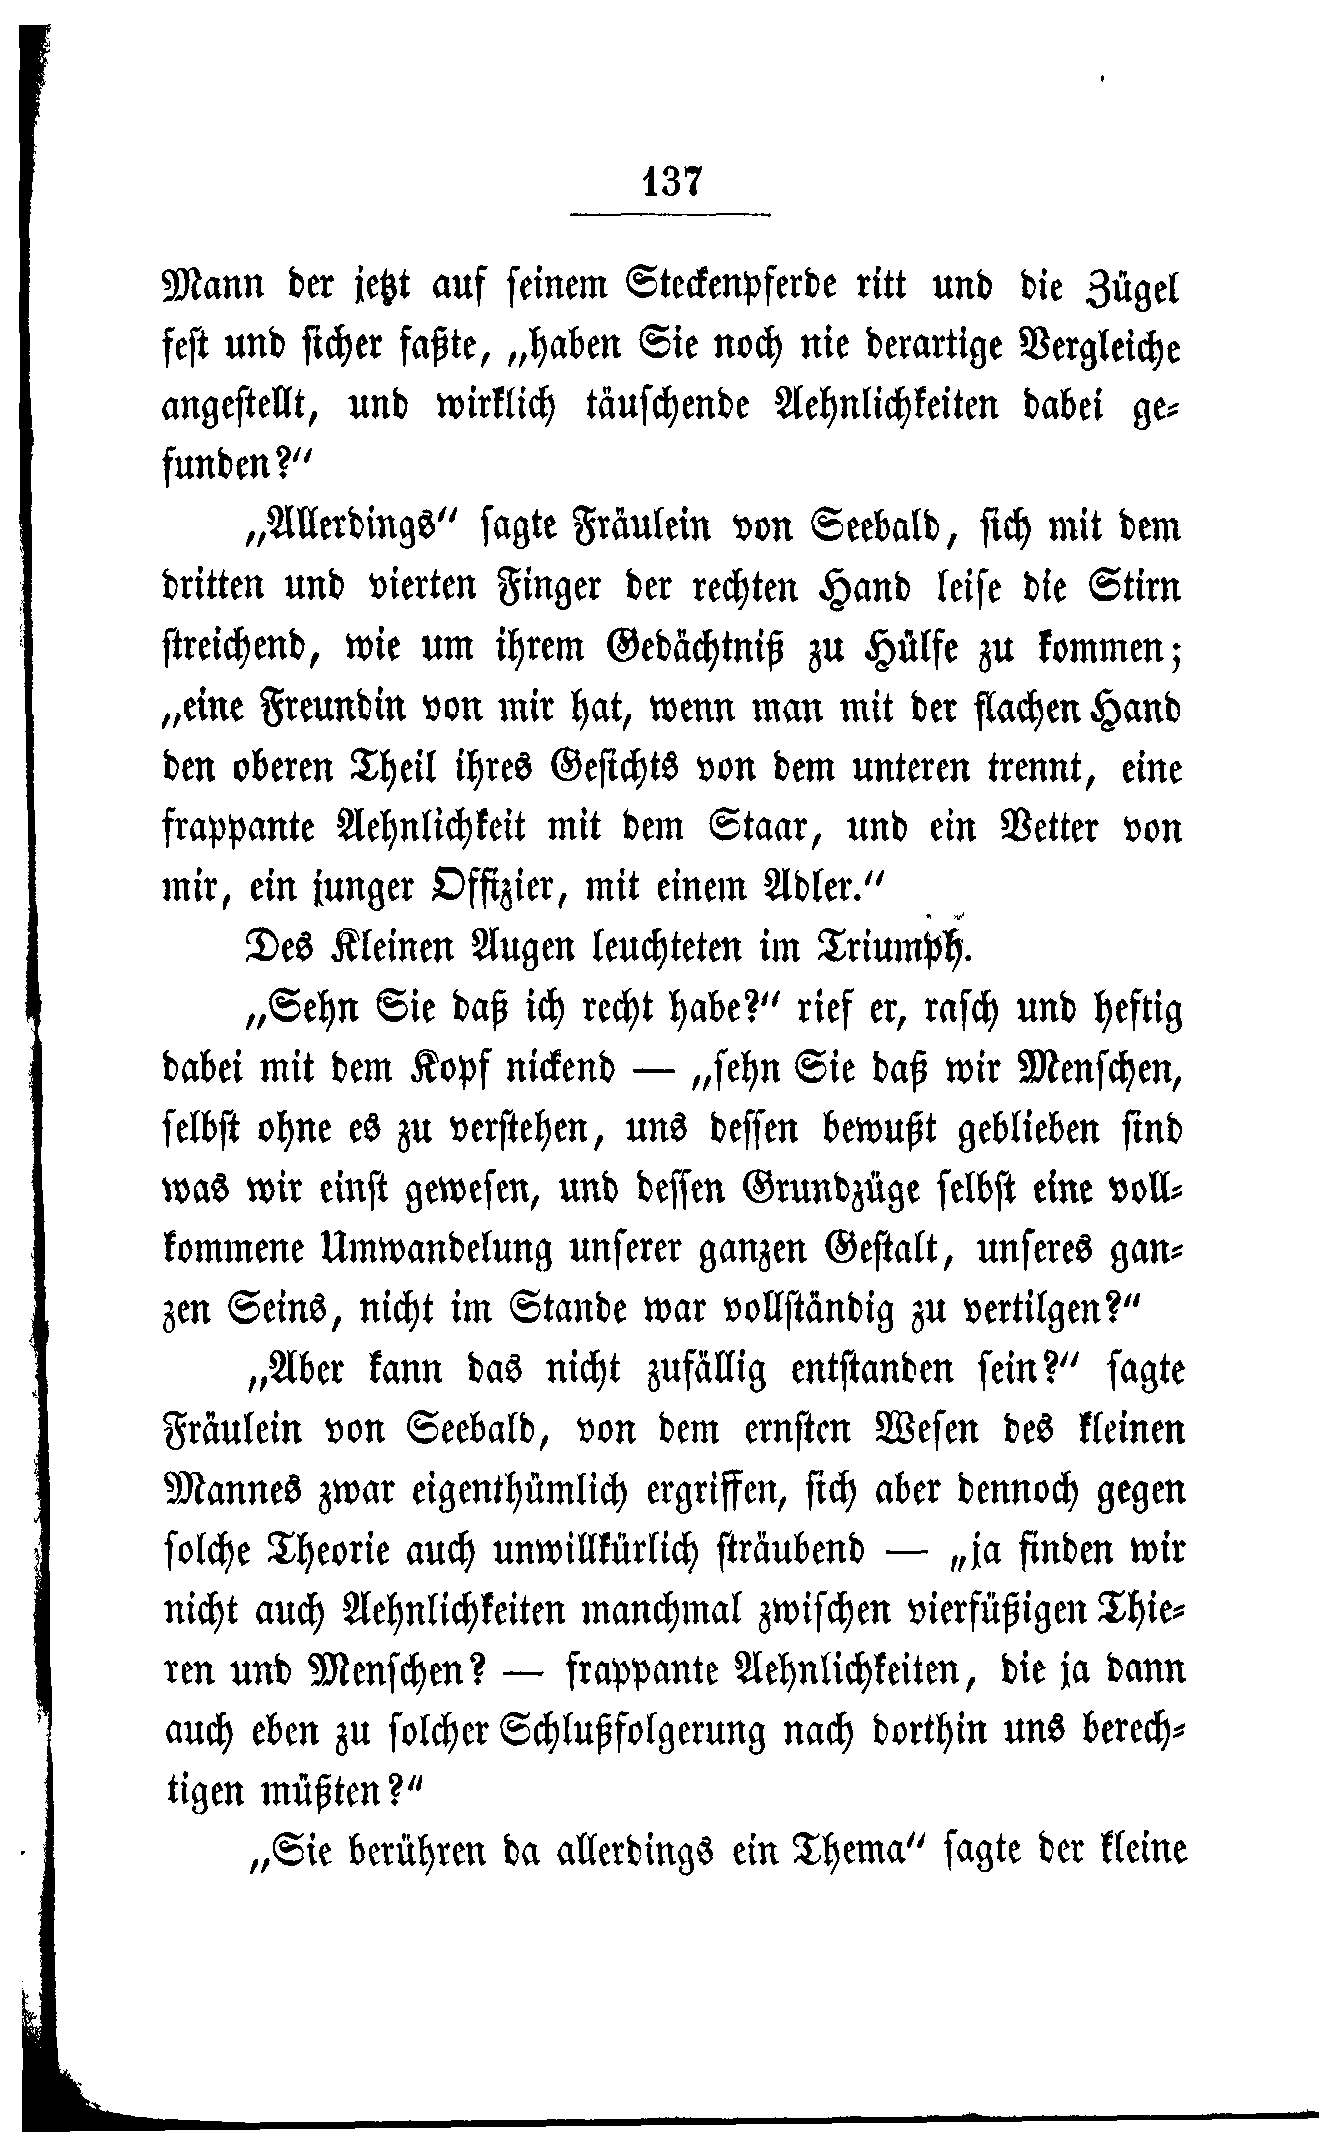 137
Mann der jetzt auf seinem Steckenpferde ritt und die Zügel
fest und sicher faßte, „haben Sie noch nie derartige Vergleiche
angestellt, und wirklich täuschende Aehnlichkeiten dabei ge-
funden?“
„Allerdings“ sagte Fräulein von Seebald, sich mit dem
dritten und vierten Finger der rechten Hand leise die Stirn
streichend, wie um ihrem Gedächtniß zu Hülfe zu kommen;
„eine Freundin von mir hat, wenn man mit der flachen Hand
den oberen Theil ihres Gesichts von dem unteren trennt, eine
frappante Aehnlichkeit mit dem Staar, und ein Vetter von
mir, ein junger Offizier, mit einem Adler.“
Des Kleinen Augen leuchteten im Triumph.
„Sehn Sie daß ich recht habe?“ rief er, rasch und heftig
dabei mit dem Kopf nickend — „sehn Sie daß wir Menschen,
selbst ohne es zu verstehen, uns dessen bewußt geblieben sind
was wir einst gewesen, und dessen Grundzüge selbst eine voll-
kommene Umwandelung unserer ganzen Gestalt, unseres gan-
zen Seins, nicht im Stande war vollständig zu vertilgen?“
„Aber kann das nicht zufällig entstanden sein?“ sagte
Fräulein von Seebald, von dem ernsten Wesen des kleinen
Mannes zwar eigenthümlich ergriffen, sich aber dennoch gegen
solche Theorie auch unwillkürlich sträubend — „ja finden wir
nicht auch Aehnlichkeiten manchmal zwischen vierfüßigen Thie-
ren und Menschen? — frappante Aehnlichkeiten, die ja dann
auch eben zu solcher Schlußfolgerung nach dorthin uns berech-
tigen müßten?“
„Sie berühren da allerdings ein Thema“ sagte der kleine